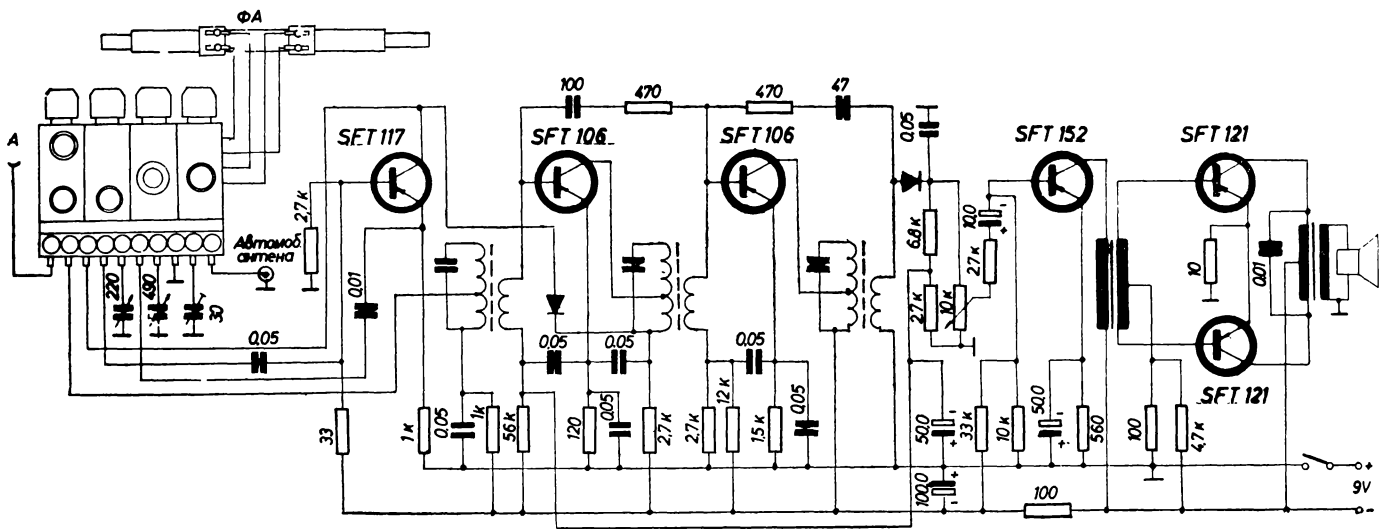 ФА
A
SFT 117
100
470
SFT 106
470
47
SFT 106
0,05
SFT 152
SFT 121
2,7 к
Автомоб.
антена
220
490
30
0,05
0,01
33
1 к
0,05
1 к
56 к
0,05
0,05
120
0,05
2,7 к
2,7 к
12 к
0,05
1,5 к
0,05
6,8 к
2,7 к
10 к
10,0
-
+
2,7 к
50,0
-
+
100,0
+
-
33 к
10 к
50,0
-
+
560
100
100
4,7 к
10
0,01
SFT 121
+
9V
-